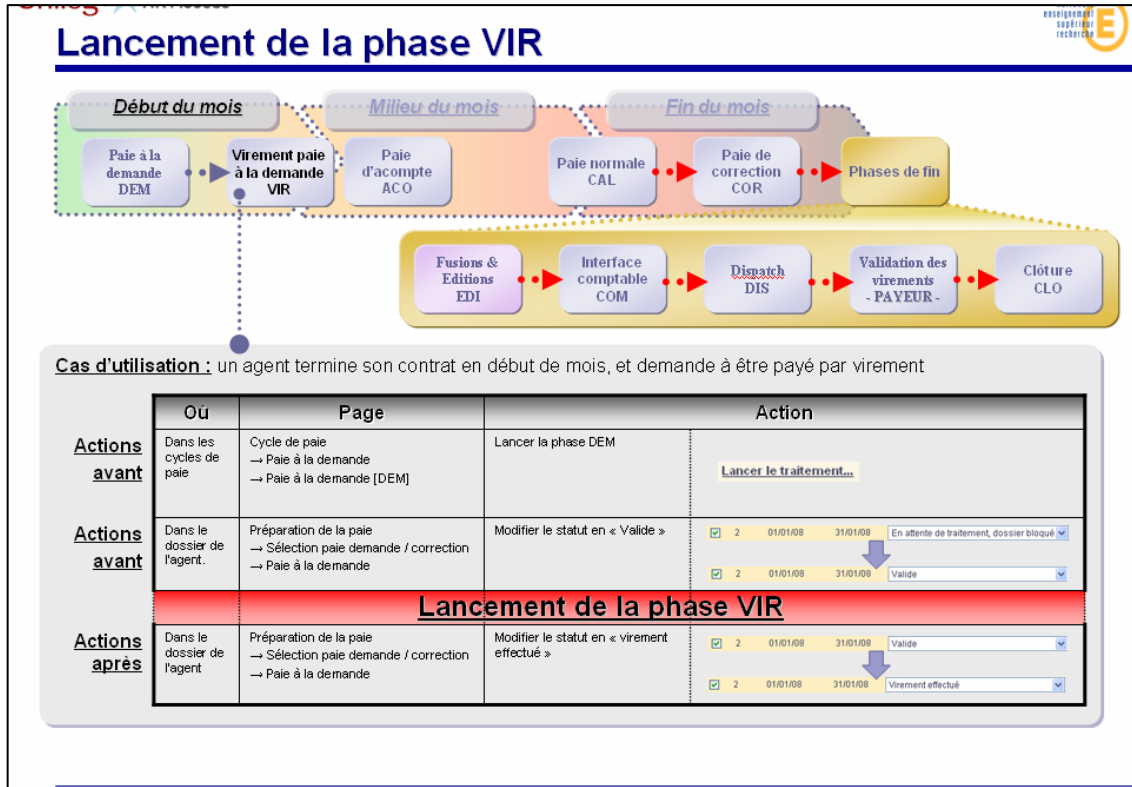 Lancement de la phase VIR
enseignement
supérieur
recherche
Début du mois
Milieu du mois
Fin du mois
Paie à la
demande
DEM
Virement paie
à la demande
VIR
Paie
d'acompte
ACO
Paie normale
CAL
Paie de
correction
COR
Phases de fin
Fusions &
Editions
EDI
Interface
comptable
COM
Dispatch
DIS
Validation des
virements
- PAYEUR -
Clôture
CLO
Cas d'utilisation : un agent termine son contrat en début de mois, et demande à être payé par virement
Où Page Action
Actions
avant
Dans les
cycles de
paie
Cycle de paie
→ Paie à la demande
→ Paie à la demande [DEM]
Lancer la phase DEM
Lancer le traitement...
Actions
avant
Dans le
dossier de
l'agent.
Préparation de la paie
→ Sélection paie demande / correction
→ Paie à la demande
Modifier le statut en « Valide »
2 01/01/08 31/01/08 En attente de traitement, dossier bloqué
2 01/01/08 31/01/08 Valide
Lancement de la phase VIR
Actions
après
Dans le
dossier de
l'agent
Préparation de la paie
→ Sélection paie demande / correction
→ Paie à la demande
Modifier le statut en « virement
effectué »
2 01/01/08 31/01/08 Valide
2 01/01/08 31/01/08 Virement effectué